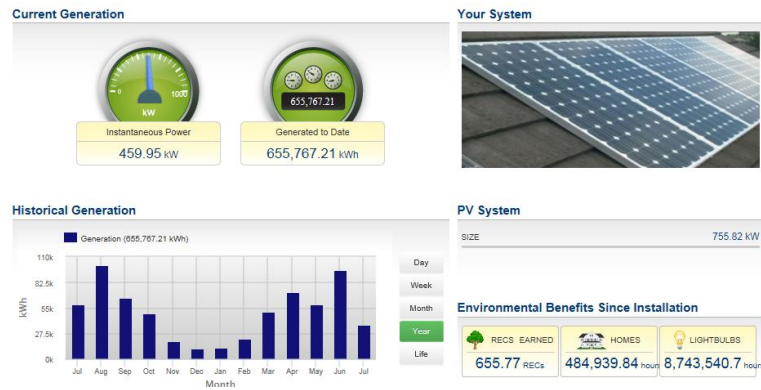 Current Generation
Your System
0
1000
kW
655,767.21
Instantaneous Power
459.95 kW
Generated to Date
655,767.21 kWh
Historical Generation
Generation (655,767.21 kWh)
110k
82.5k
55k
27.5k
0k
kWh
Jul Aug Sep Oct Nov Dec Jan Feb Mar Apr May Jun Jul
Month
Day
Week
Month
Year
Life
PV System
SIZE 755.82 kW
Environmental Benefits Since Installation
RECS EARNED
655.77 RECs
HOMES
484,939.84 hour
LIGHTBULBS
8,743,540.7 hour